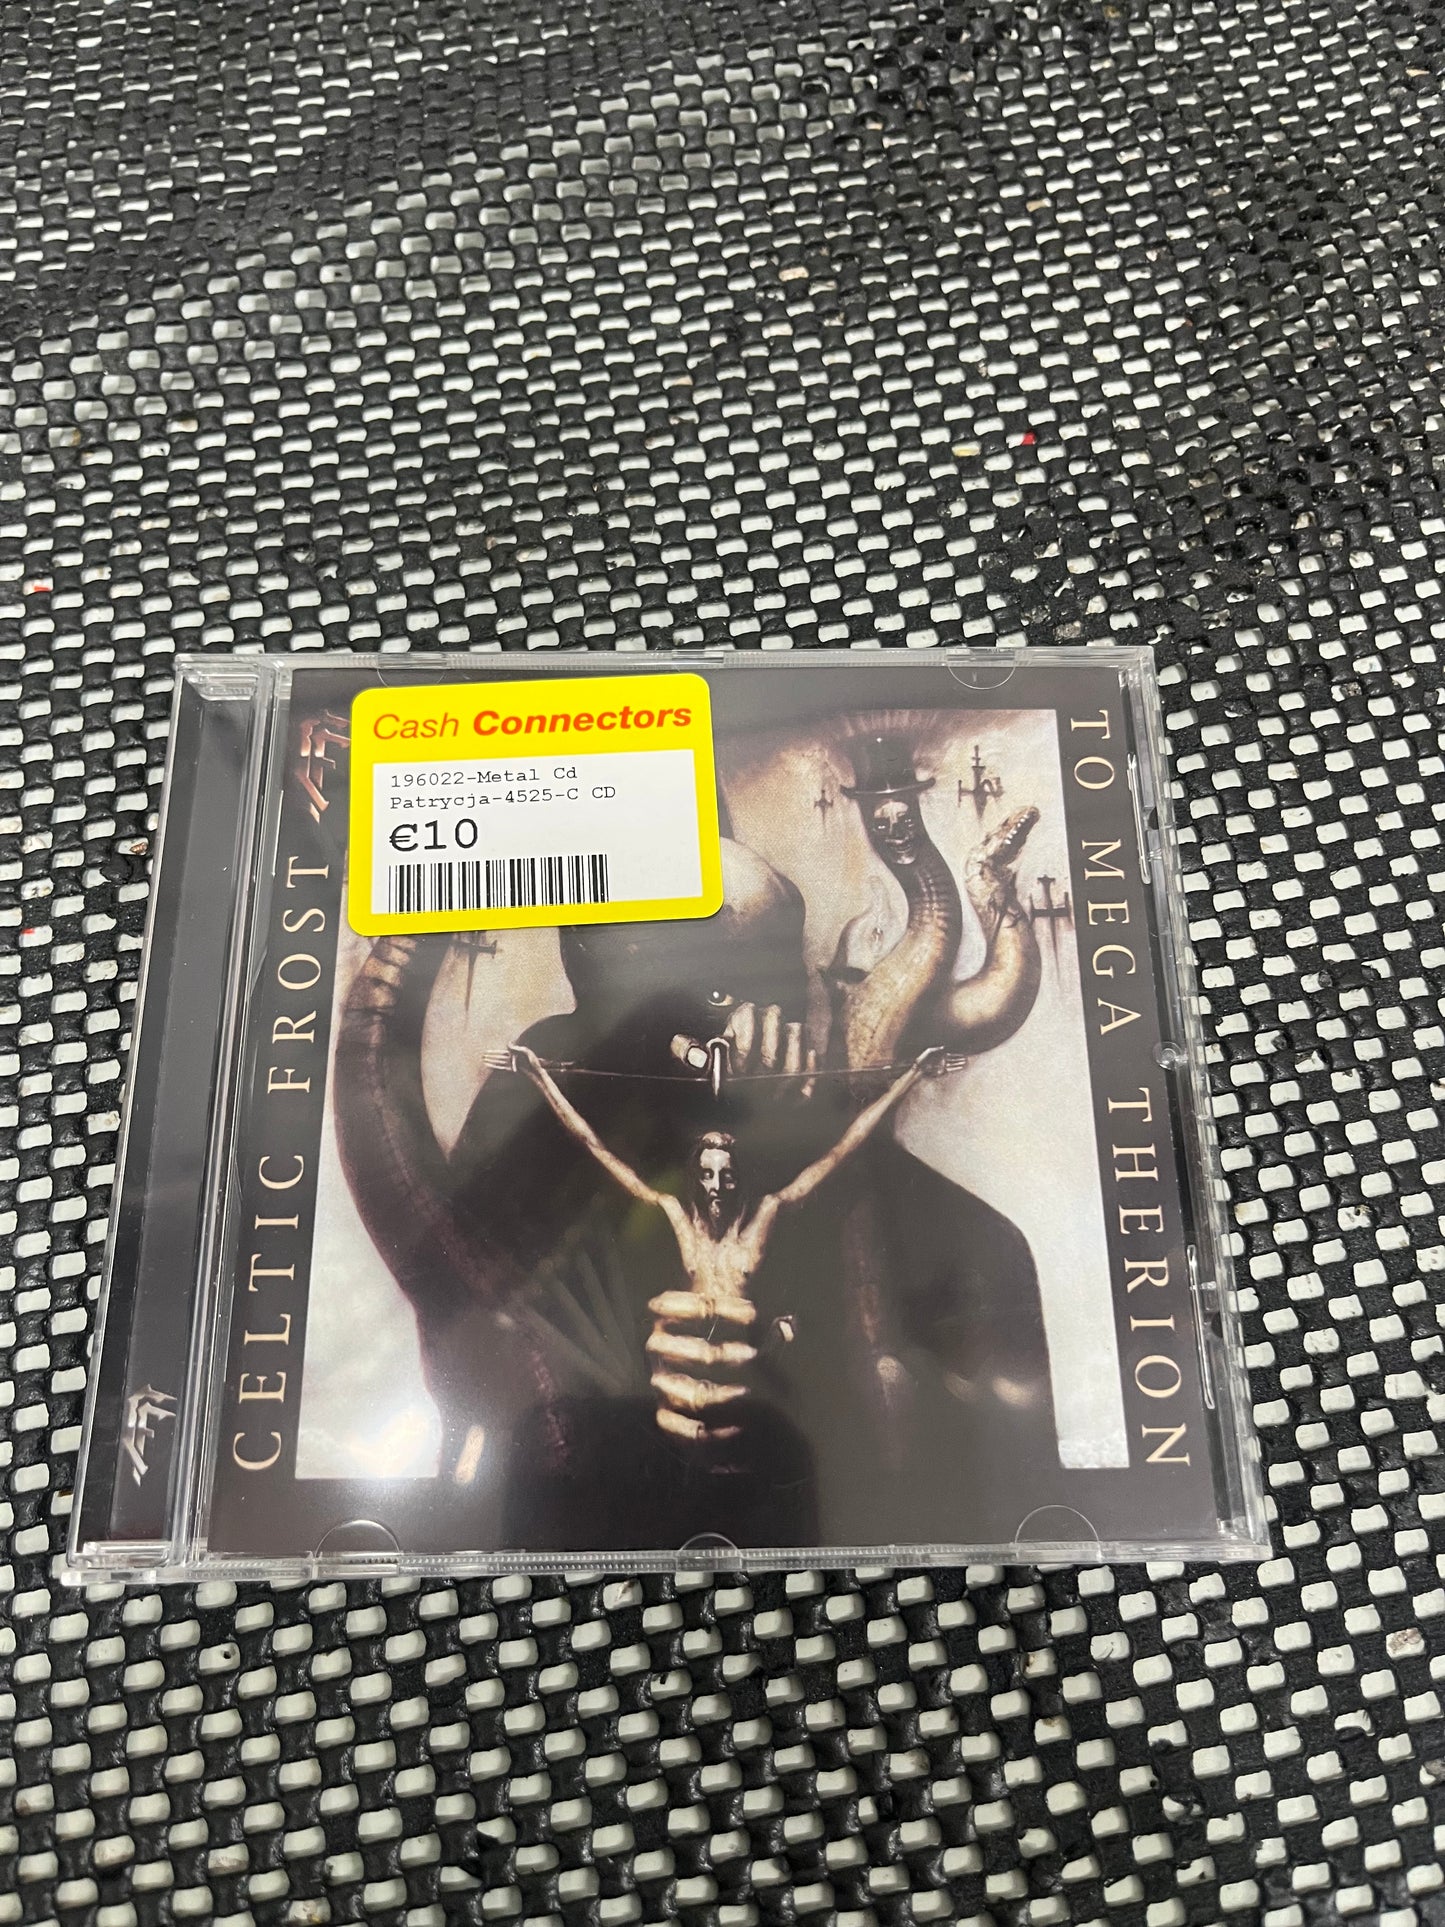 Cash Connectors
196022-Metal Cd
Patrycja-4525-C CD
€10
CELTIC FROST
TO MEGA THERION